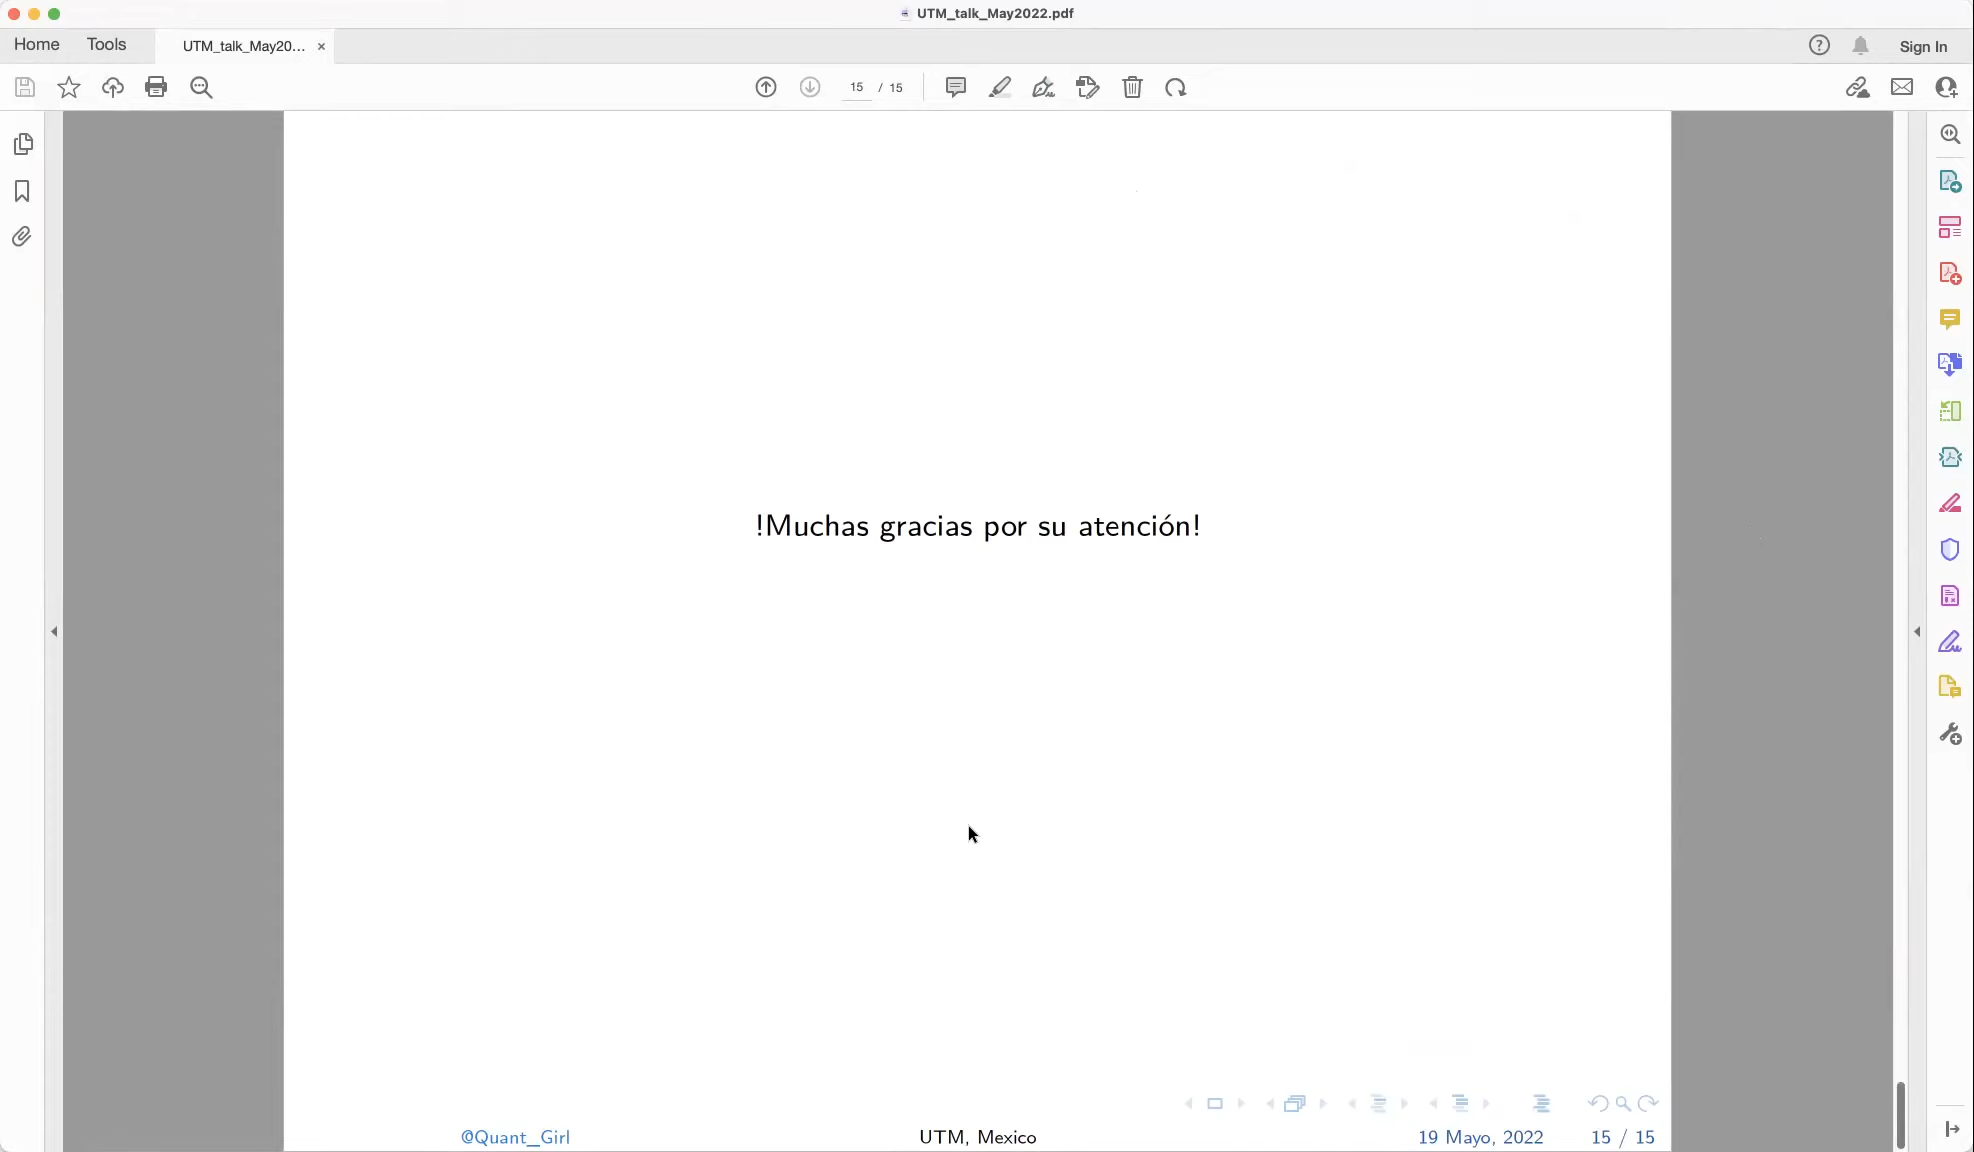 UTM_talk_May2022.pdf
Home Tools UTM_talk_May20... × Sign In
15 / 15
!Muchas gracias por su atención!
@Quant_Girl UTM, Mexico 19 Mayo, 2022 15 / 15